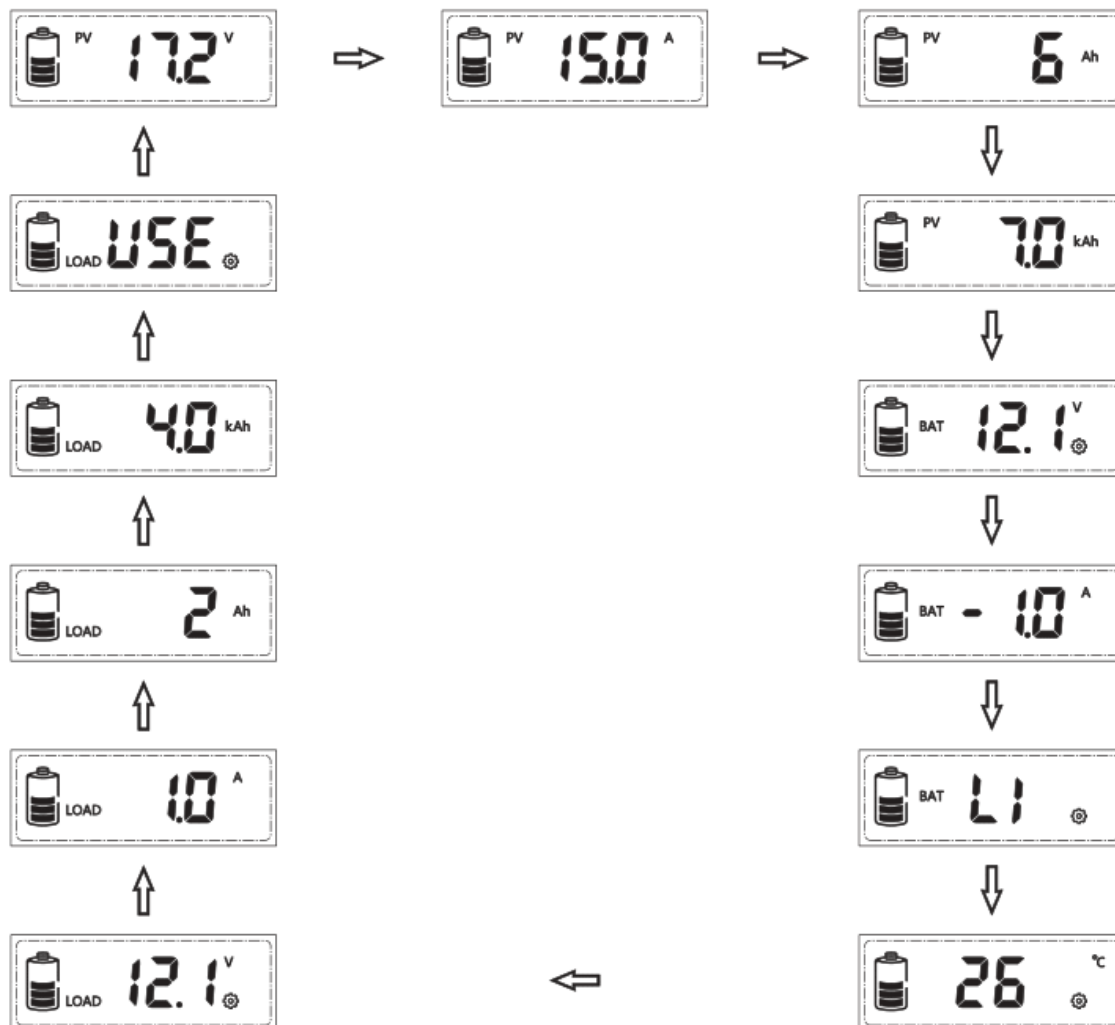 PV 17.2 V
PV 15.0 A
PV 6 Ah
LOAD USE
PV 7.0 kAh
LOAD 4.0 kAh
BAT 12.1 V
LOAD 2 Ah
BAT - 1.0 A
LOAD 1.0 A
BAT LI
LOAD 12.1 V
26 °C